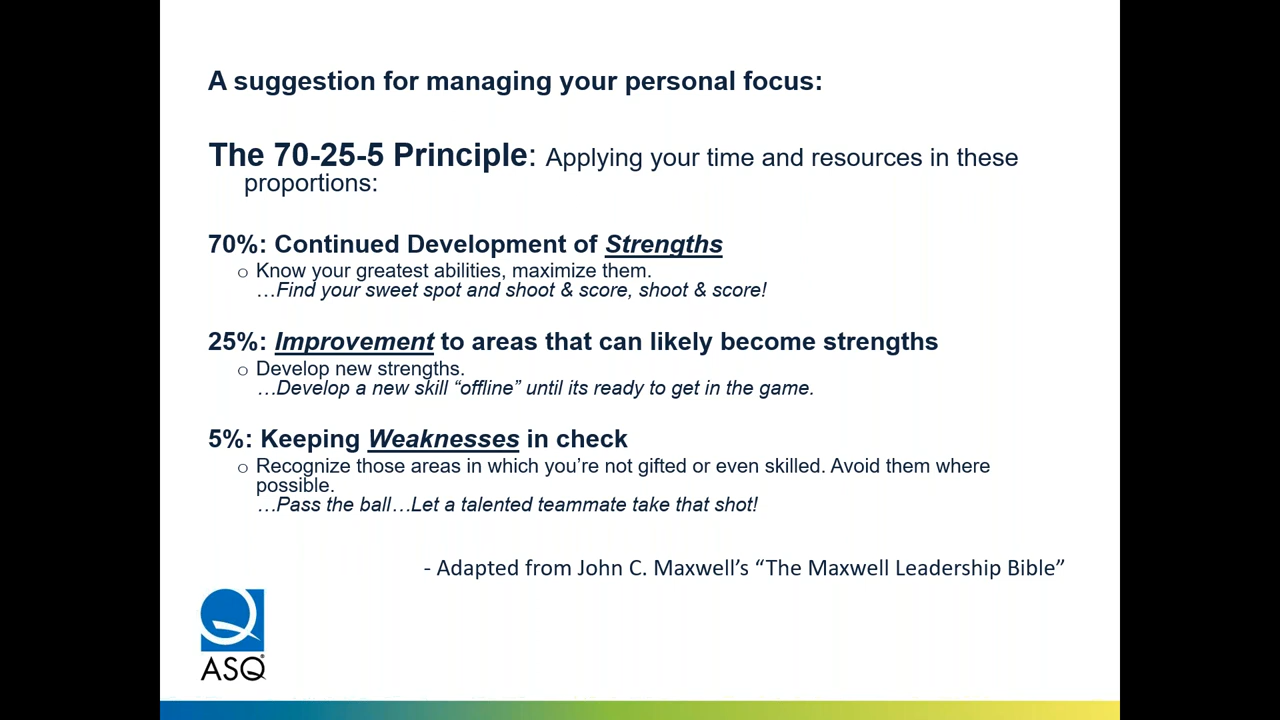 A suggestion for managing your personal focus:
The 70-25-5 Principle: Applying your time and resources in these
proportions:
70%: Continued Development of Strengths
o Know your greatest abilities, maximize them.
…Find your sweet spot and shoot & score, shoot & score!
25%: Improvement to areas that can likely become strengths
o Develop new strengths.
…Develop a new skill “offline” until its ready to get in the game.
5%: Keeping Weaknesses in check
o Recognize those areas in which you’re not gifted or even skilled. Avoid them where
possible.
…Pass the ball…Let a talented teammate take that shot!
- Adapted from John C. Maxwell’s “The Maxwell Leadership Bible”
ASQ®